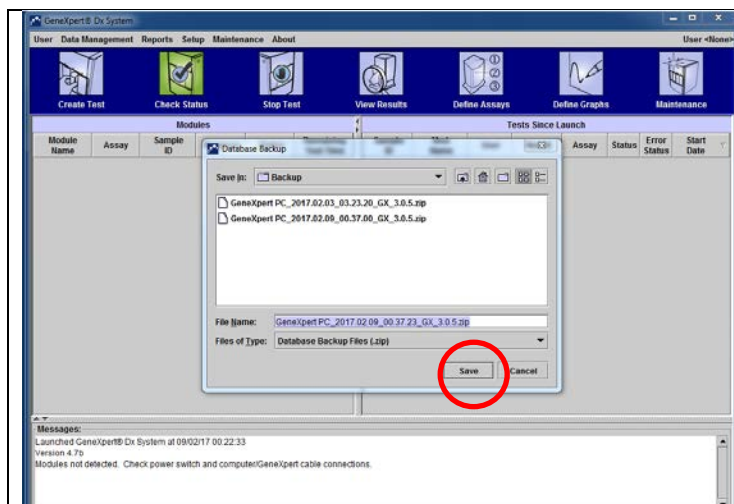 GeneXpert® Dx System
User Data Management Reports Setup Maintenance About User <None>
Create Test Check Status Stop Test View Results Define Assays Define Graphs Maintenance
Modules Tests Since Launch
Module Name Assay Sample ID Sample ID Assay Status Error Status Start Date
Database Backup
Save in: Backup
GeneXpert PC_2017.02.03_03.23.20_GX_3.0.5.zip
GeneXpert PC_2017.02.09_00.37.00_GX_3.0.5.zip
File Name: GeneXpert PC_2017.02.09_00.37.23_GX_3.0.5.zip
Files of Type: Database Backup Files (.zip)
Save Cancel
Messages:
Launched GeneXpert® Dx System at 09/02/17 00:22:33
Version 4.7b
Modules not detected. Check power switch and computer/GeneXpert cable connections.